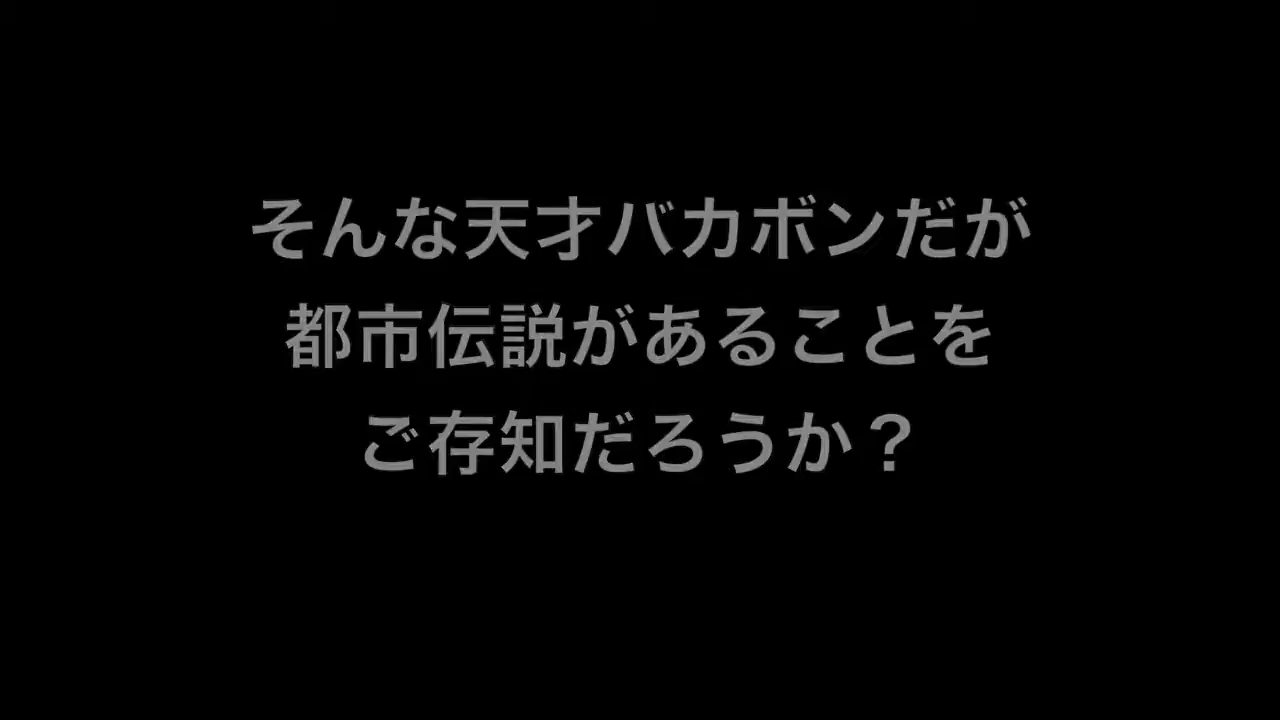 そんな天才バカボンだが
都市伝説があることを
ご存知だろうか？